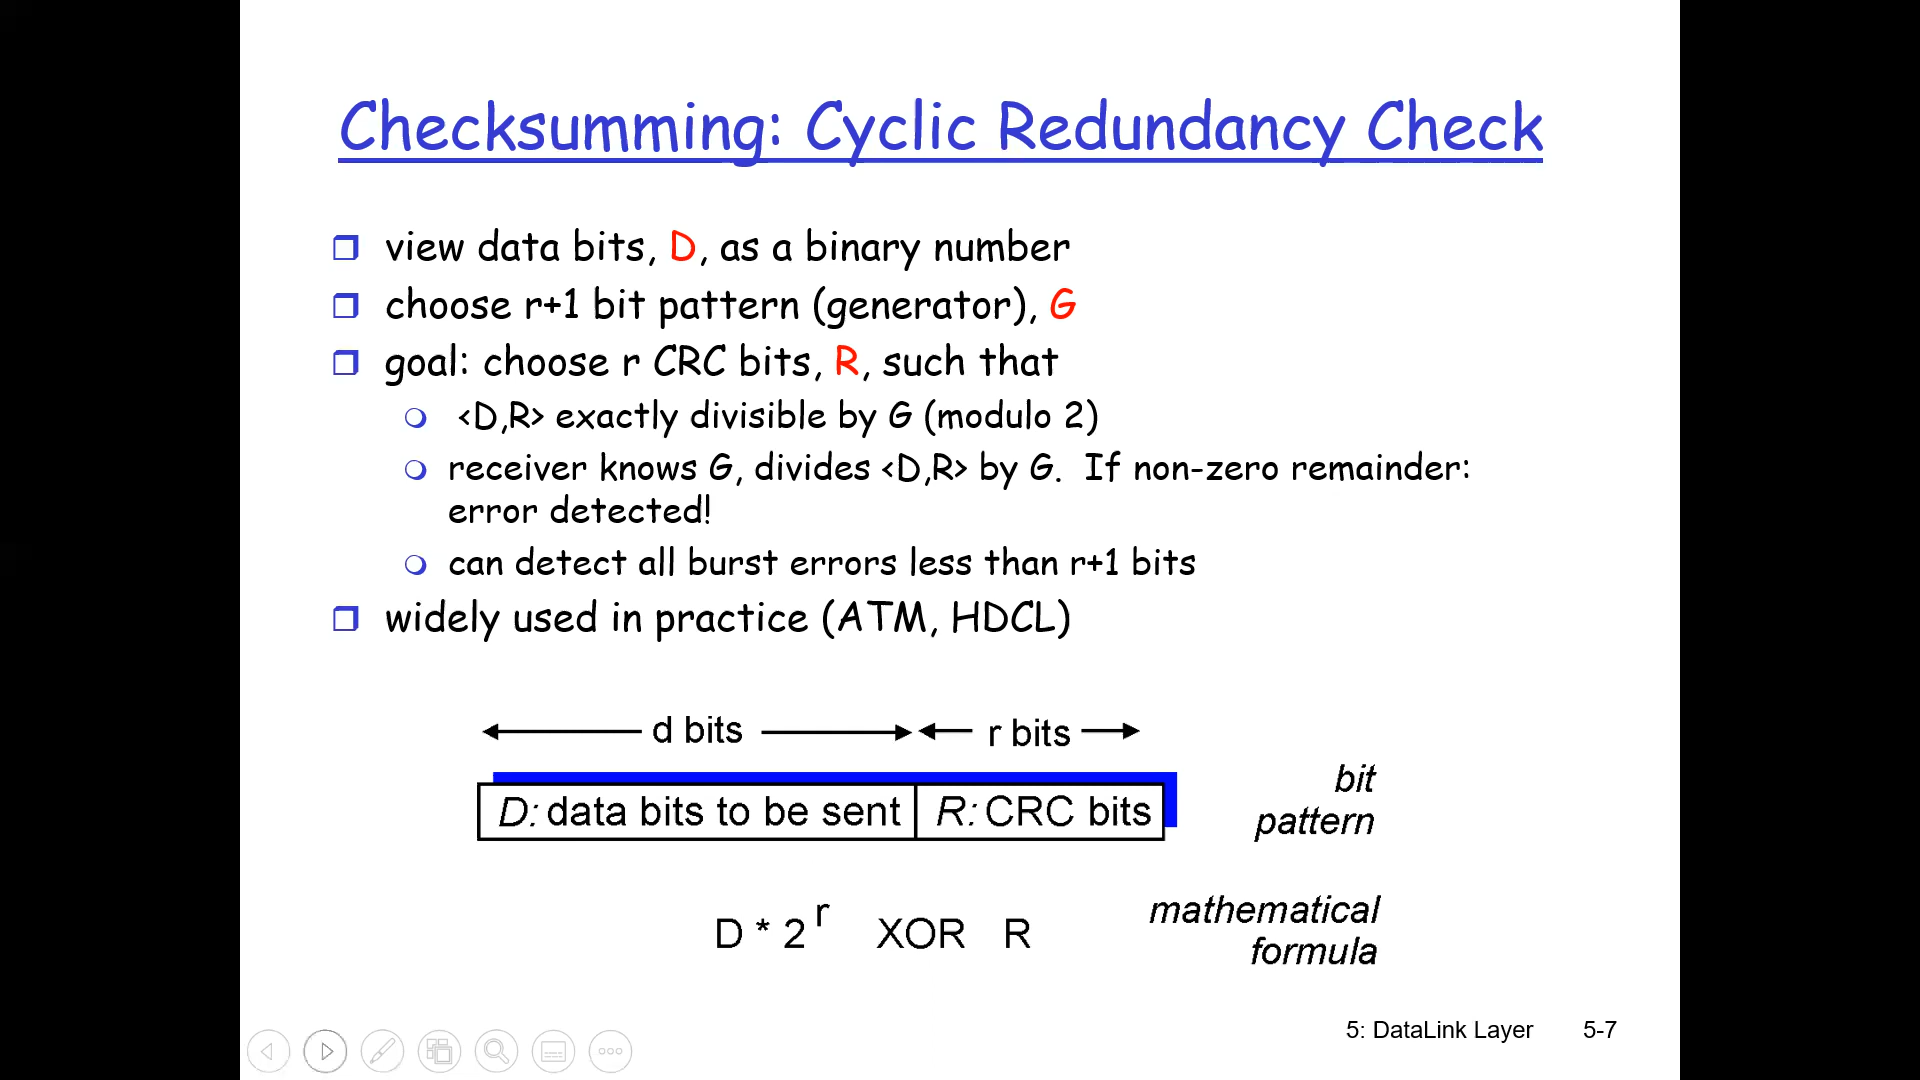 Checksumming: Cyclic Redundancy Check
view data bits, D, as a binary number
choose r+1 bit pattern (generator), G
goal: choose r CRC bits, R, such that
<D,R> exactly divisible by G (modulo 2)
receiver knows G, divides <D,R> by G. If non-zero remainder:
error detected!
can detect all burst errors less than r+1 bits
widely used in practice (ATM, HDCL)
d bits r bits
D: data bits to be sent R: CRC bits
bit
pattern
D * 2^r XOR R
mathematical
formula
5: DataLink Layer 5-7